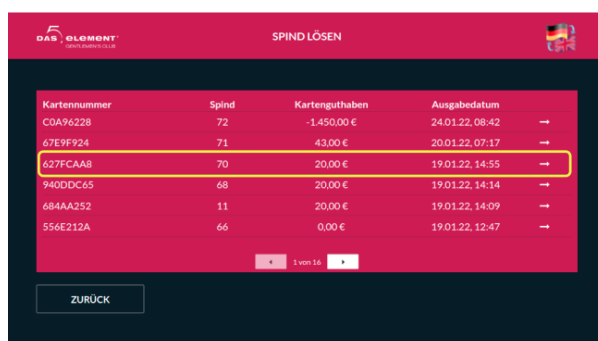 DAS ELEMENT
GENTLEMEN'S CLUB
SPIND LÖSEN
Kartennummer Spind Kartenguthaben Ausgabedatum
C0A96228 72 -1.450,00 € 24.01.22, 08:42 →
67E9F924 71 43,00 € 20.01.22, 07:17 →
627FCAA8 70 20,00 € 19.01.22, 14:55 →
940DDC65 68 20,00 € 19.01.22, 14:14 →
684AA252 11 20,00 € 19.01.22, 14:09 →
556E212A 66 0,00 € 19.01.22, 12:47 →
1 von 16
ZURÜCK